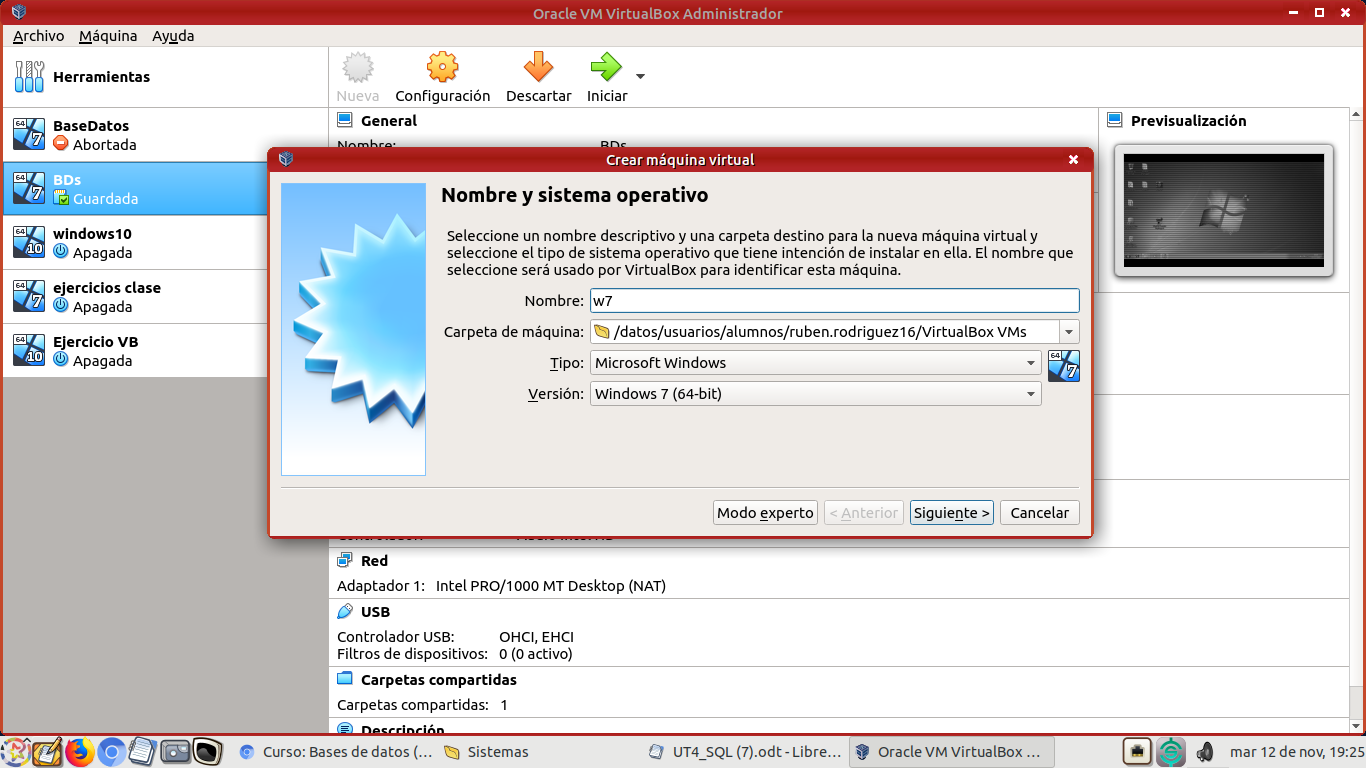 Oracle VM VirtualBox Administrador
Archivo Máquina Ayuda
Herramientas
Nueva Configuración Descartar Iniciar
BaseDatos
Abortada
BDs
Guardada
windows10
Apagada
ejercicios clase
Apagada
Ejercicio VB
Apagada
General
Nombre: BDs
Previsualización
Crear máquina virtual
Nombre y sistema operativo
Seleccione un nombre descriptivo y una carpeta destino para la nueva máquina virtual y
seleccione el tipo de sistema operativo que tiene intención de instalar en ella. El nombre que
seleccione será usado por VirtualBox para identificar esta máquina.
Nombre: w7
Carpeta de máquina: /datos/usuarios/alumnos/ruben.rodriguez16/VirtualBox VMs
Tipo: Microsoft Windows
Versión: Windows 7 (64-bit)
Modo experto < Anterior Siguiente > Cancelar
Red
Adaptador 1: Intel PRO/1000 MT Desktop (NAT)
USB
Controlador USB: OHCI, EHCI
Filtros de dispositivos: 0 (0 activo)
Carpetas compartidas
Carpetas compartidas: 1
Descripción
Curso: Bases de datos (... Sistemas UT4_SQL (7).odt - Libre... Oracle VM VirtualBox ... mar 12 de nov, 19:25